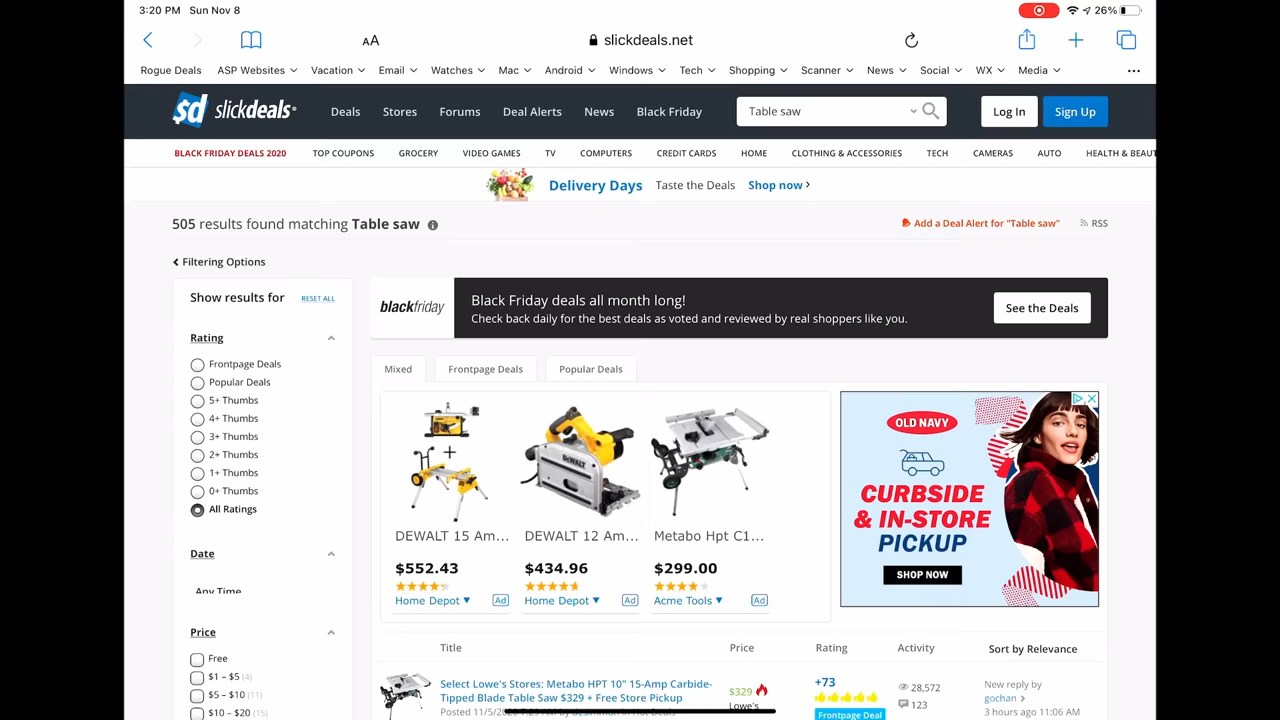 3:20 PM Sun Nov 8
26%
AA
slickdeals.net
Rogue Deals ASP Websites Vacation Email Watches Mac Android Windows Tech Shopping Scanner News Social WX Media
sd slickdeals
Deals Stores Forums Deal Alerts News Black Friday
Table saw
Log In Sign Up
BLACK FRIDAY DEALS 2020 TOP COUPONS GROCERY VIDEO GAMES TV COMPUTERS CREDIT CARDS HOME CLOTHING & ACCESSORIES TECH CAMERAS AUTO HEALTH & BEAUT
Delivery Days Taste the Deals Shop now
505 results found matching Table saw
Add a Deal Alert for "Table saw" RSS
Filtering Options
Show results for RESET ALL
Rating
Frontpage Deals
Popular Deals
5+ Thumbs
4+ Thumbs
3+ Thumbs
2+ Thumbs
1+ Thumbs
0+ Thumbs
All Ratings
Date
Any Time
Price
Free
$1 – $5 (4)
$5 – $10 (11)
$10 – $20 (15)
blackfriday
Black Friday deals all month long!
Check back daily for the best deals as voted and reviewed by real shoppers like you.
See the Deals
Mixed Frontpage Deals Popular Deals
DEWALT
DEWALT 15 Am... DEWALT 12 Am... Metabo Hpt C1...
$552.43 $434.96 $299.00
Home Depot Ad Home Depot Ad Acme Tools Ad
OLD NAVY
CURBSIDE
& IN-STORE
PICKUP
SHOP NOW
Title Price Rating Activity Sort by Relevance
Select Lowe's Stores: Metabo HPT 10" 15-Amp Carbide-
Tipped Blade Table Saw $329 + Free Store Pickup
$329
Lowe's
+73
Frontpage Deal
28,572
123
New reply by
gochan
3 hours ago 11:06 AM
Posted 11/5/